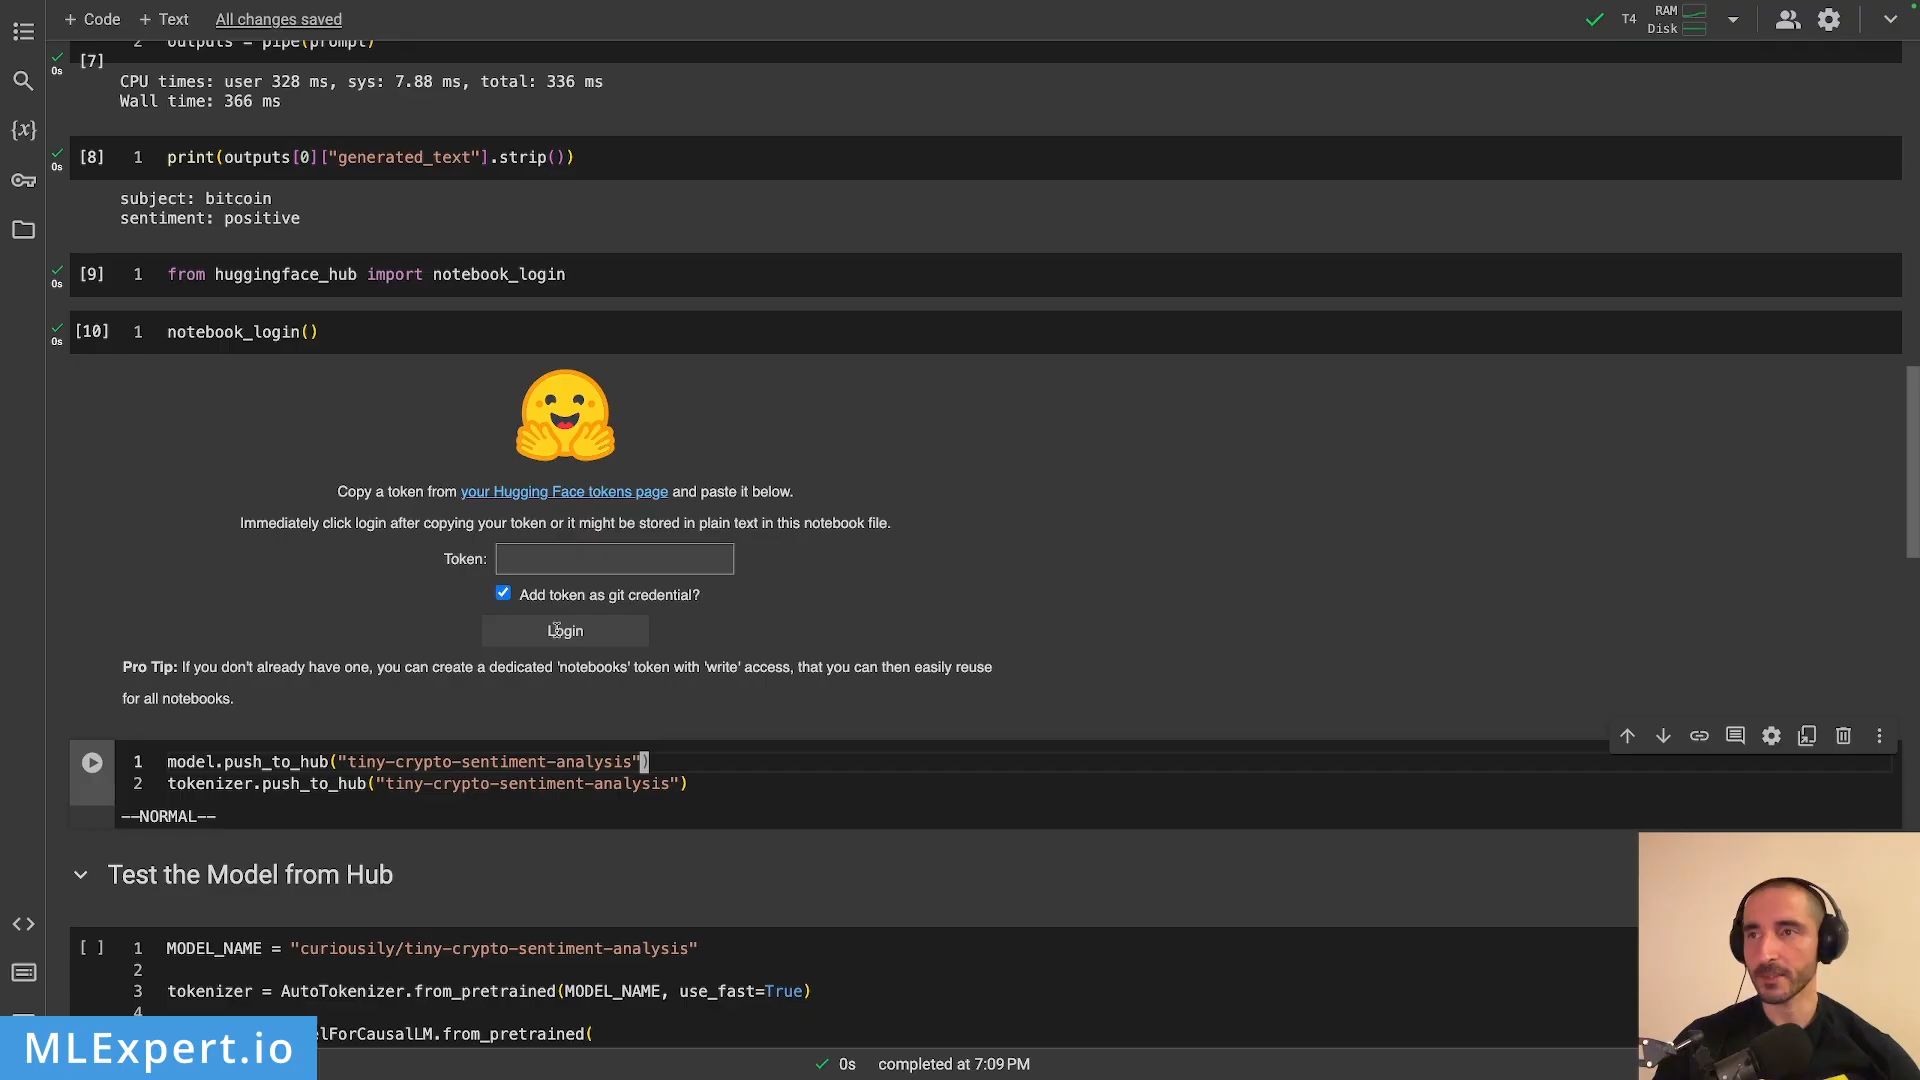 + Code + Text All changes saved
T4 RAM Disk
2 outputs = pipe(prompt)
0s [7]
CPU times: user 328 ms, sys: 7.88 ms, total: 336 ms
Wall time: 366 ms
0s [8] 1 print(outputs[0]["generated_text"].strip())
subject: bitcoin
sentiment: positive
0s [9] 1 from huggingface_hub import notebook_login
0s [10] 1 notebook_login()
Copy a token from your Hugging Face tokens page and paste it below.
Immediately click login after copying your token or it might be stored in plain text in this notebook file.
Token:
Add token as git credential?
Login
Pro Tip: If you don't already have one, you can create a dedicated 'notebooks' token with 'write' access, that you can then easily reuse
for all notebooks.
1 model.push_to_hub("tiny-crypto-sentiment-analysis")
2 tokenizer.push_to_hub("tiny-crypto-sentiment-analysis")
--NORMAL--
Test the Model from Hub
[ ] 1 MODEL_NAME = "curiousily/tiny-crypto-sentiment-analysis"
2
3 tokenizer = AutoTokenizer.from_pretrained(MODEL_NAME, use_fast=True)
4
elForCausalLM.from_pretrained(
MLExpert.io
0s completed at 7:09 PM